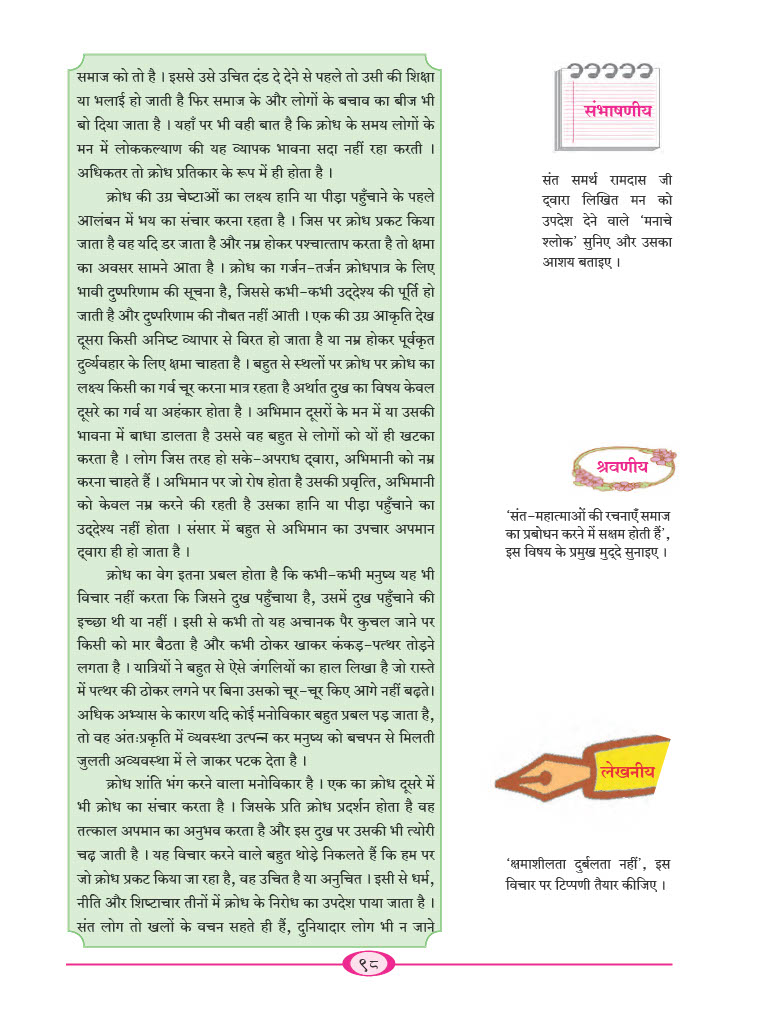 समाज को तो है । इससे उसे उचित दंड दे देने से पहले तो उसी की शिक्षा
या भलाई हो जाती है फिर समाज के और लोगों के बचाव का बीज भी
बो दिया जाता है । यहाँ पर भी वही बात है कि क्रोध के समय लोगों के
मन में लोककल्याण की यह व्यापक भावना सदा नहीं रहा करती ।
अधिकतर तो क्रोध प्रतिकार के रूप में ही होता है ।
क्रोध की उग्र चेष्टाओं का लक्ष्य हानि या पीड़ा पहुँचाने के पहले
आलंबन में भय का संचार करना रहता है । जिस पर क्रोध प्रकट किया
जाता है वह यदि डर जाता है और नम्र होकर पश्चात्ताप करता है तो क्षमा
का अवसर सामने आता है । क्रोध का गर्जन-तर्जन क्रोधपात्र के लिए
भावी दुष्परिणाम की सूचना है, जिससे कभी-कभी उद्देश्य की पूर्ति हो
जाती है और दुष्परिणाम की नौबत नहीं आती । एक की उग्र आकृति देख
दूसरा किसी अनिष्ट व्यापार से विरत हो जाता है या नम्र होकर पूर्वकृत
दुर्व्यवहार के लिए क्षमा चाहता है । बहुत से स्थलों पर क्रोध पर क्रोध का
लक्ष्य किसी का गर्व चूर करना मात्र रहता है अर्थात दुख का विषय केवल
दूसरे का गर्व या अहंकार होता है । अभिमान दूसरों के मन में या उसकी
भावना में बाधा डालता है उससे वह बहुत से लोगों को यों ही खटका
करता है । लोग जिस तरह हो सके-अपराध द्वारा, अभिमानी को नम्र
करना चाहते हैं । अभिमान पर जो रोष होता है उसकी प्रवृत्ति, अभिमानी
को केवल नम्र करने की रहती है उसका हानि या पीड़ा पहुँचाने का
उद्देश्य नहीं होता । संसार में बहुत से अभिमान का उपचार अपमान
द्वारा ही हो जाता है ।
क्रोध का वेग इतना प्रबल होता है कि कभी-कभी मनुष्य यह भी
विचार नहीं करता कि जिसने दुख पहुँचाया है, उसमें दुख पहुँचाने की
इच्छा थी या नहीं । इसी से कभी तो यह अचानक पैर कुचल जाने पर
किसी को मार बैठता है और कभी ठोकर खाकर कंकड़-पत्थर तोड़ने
लगता है । यात्रियों ने बहुत से ऐसे जंगलियों का हाल लिखा है जो रास्ते
में पत्थर की ठोकर लगने पर बिना उसको चूर-चूर किए आगे नहीं बढ़ते।
अधिक अभ्यास के कारण यदि कोई मनोविकार बहुत प्रबल पड़ जाता है,
तो वह अंतःप्रकृति में व्यवस्था उत्पन्न कर मनुष्य को बचपन से मिलती
जुलती अव्यवस्था में ले जाकर पटक देता है ।
क्रोध शांति भंग करने वाला मनोविकार है । एक का क्रोध दूसरे में
भी क्रोध का संचार करता है । जिसके प्रति क्रोध प्रदर्शन होता है वह
तत्काल अपमान का अनुभव करता है और इस दुख पर उसकी भी त्योरी
चढ़ जाती है । यह विचार करने वाले बहुत थोड़े निकलते हैं कि हम पर
जो क्रोध प्रकट किया जा रहा है, वह उचित है या अनुचित । इसी से धर्म,
नीति और शिष्टाचार तीनों में क्रोध के निरोध का उपदेश पाया जाता है ।
संत लोग तो खलों के वचन सहते ही हैं, दुनियादार लोग भी न जाने
संभाषणीय
संत समर्थ रामदास जी
द्वारा लिखित मन को
उपदेश देने वाले ‘मनाचे
श्लोक’ सुनिए और उसका
आशय बताइए ।
श्रवणीय
‘संत-महात्माओं की रचनाएँ समाज
का प्रबोधन करने में सक्षम होती हैं’,
इस विषय के प्रमुख मुद्दे सुनाइए ।
लेखनीय
‘क्षमाशीलता दुर्बलता नहीं’, इस
विचार पर टिप्पणी तैयार कीजिए ।
९८